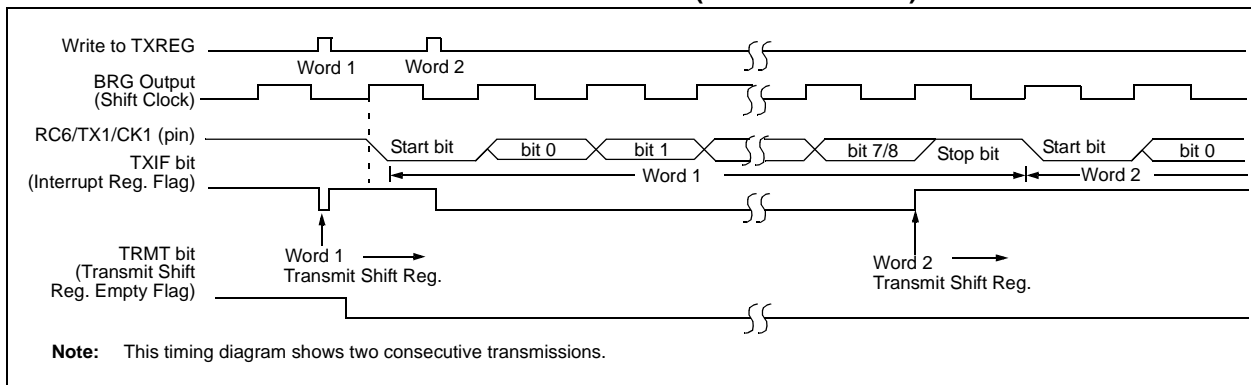 Write to TXREG
Word 1
Word 2
BRG Output
(Shift Clock)
RC6/TX1/CK1 (pin)
Start bit
bit 0
bit 1
bit 7/8
Stop bit
Start bit
bit 0
TXIF bit
(Interrupt Reg. Flag)
Word 1
Word 2
Word 1
Transmit Shift Reg.
Word 2
Transmit Shift Reg.
TRMT bit
(Transmit Shift
Reg. Empty Flag)
Note: This timing diagram shows two consecutive transmissions.